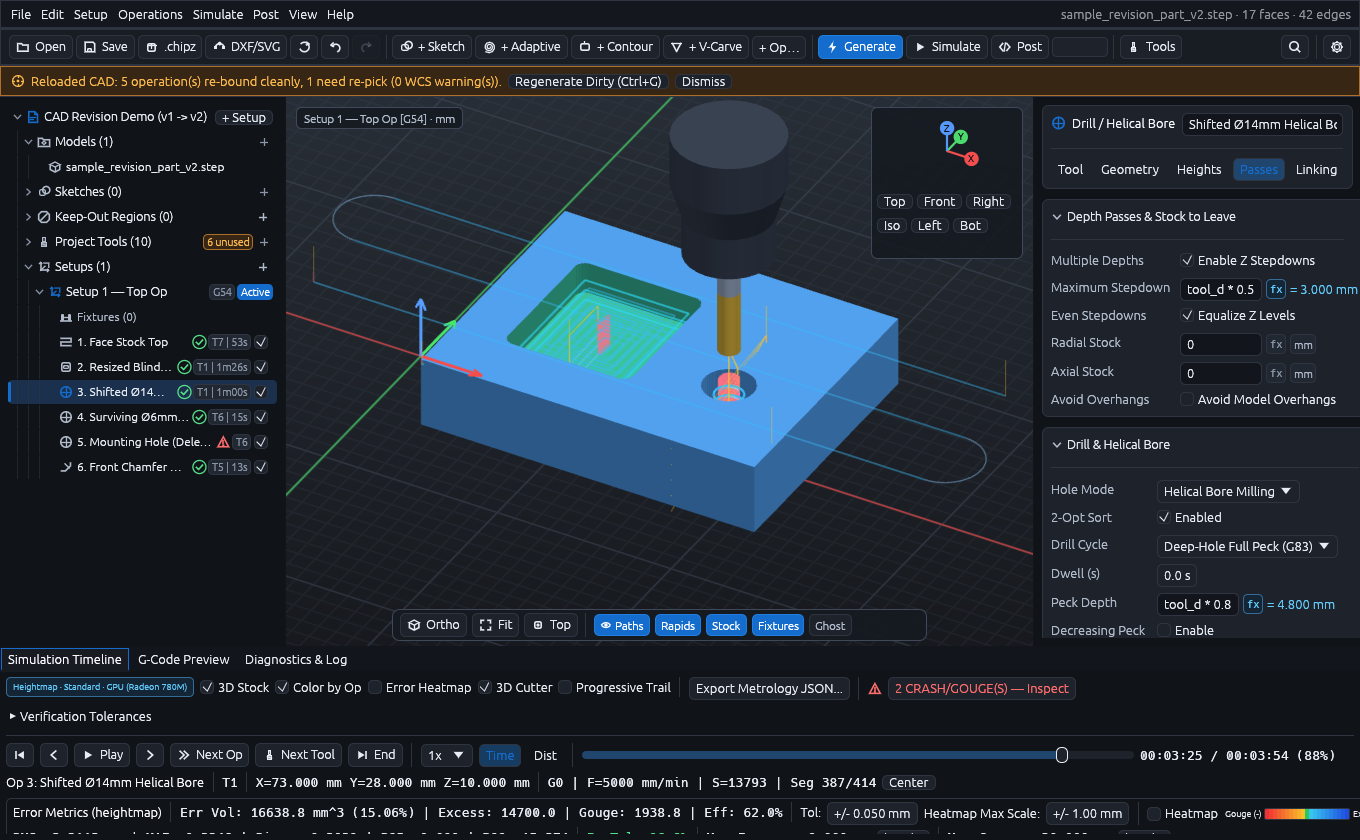 File Edit Setup Operations Simulate Post View Help sample_revision_part_v2.step · 17 faces · 42 edges
Open Save .chipz DXF/SVG + Sketch + Adaptive + Contour + V-Carve + Op... Generate Simulate Post Tools
Reloaded CAD: 5 operation(s) re-bound cleanly, 1 need re-pick (0 WCS warning(s)). Regenerate Dirty (Ctrl+G) Dismiss
CAD Revision Demo (v1 -> v2) + Setup
Models (1) +
sample_revision_part_v2.step
Sketches (0) +
Keep-Out Regions (0) +
Project Tools (10) 6 unused +
Setups (1) +
Setup 1 — Top Op G54 Active
Fixtures (0)
1. Face Stock Top T7 | 53s
2. Resized Blind... T1 | 1m26s
3. Shifted Ø14... T1 | 1m00s
4. Surviving Ø6mm... T6 | 15s
5. Mounting Hole (Dele... T6
6. Front Chamfer ... T5 | 13s
Setup 1 — Top Op [G54] · mm
Z Y X
Top Front Right
Iso Left Bot
Ortho Fit Top Paths Rapids Stock Fixtures Ghost
Drill / Helical Bore Shifted Ø14mm Helical Bo
Tool Geometry Heights Passes Linking
Depth Passes & Stock to Leave
Multiple Depths Enable Z Stepdowns
Maximum Stepdown tool_d * 0.5 fx = 3.000 mm
Even Stepdowns Equalize Z Levels
Radial Stock 0 fx mm
Axial Stock 0 fx mm
Avoid Overhangs Avoid Model Overhangs
Drill & Helical Bore
Hole Mode Helical Bore Milling
2-Opt Sort Enabled
Drill Cycle Deep-Hole Full Peck (G83)
Dwell (s) 0.0 s
Peck Depth tool_d * 0.8 fx = 4.800 mm
Decreasing Peck Enable
Simulation Timeline G-Code Preview Diagnostics & Log
Heightmap · Standard · GPU (Radeon 780M) 3D Stock Color by Op Error Heatmap 3D Cutter Progressive Trail Export Metrology JSON... 2 CRASH/GOUGE(S) — Inspect
Verification Tolerances
Play Next Op Next Tool End 1x Time Dist 00:03:25 / 00:03:54 (88%)
Op 3: Shifted Ø14mm Helical Bore T1 X=73.000 mm Y=28.000 mm Z=10.000 mm G0 | F=5000 mm/min | S=13793 | Seg 387/414 Center
Error Metrics (heightmap) Err Vol: 16638.8 mm^3 (15.06%) | Excess: 14700.0 | Gouge: 1938.8 | Eff: 62.0% Tol: +/- 0.050 mm Heatmap Max Scale: +/- 1.00 mm Heatmap Gouge (-)